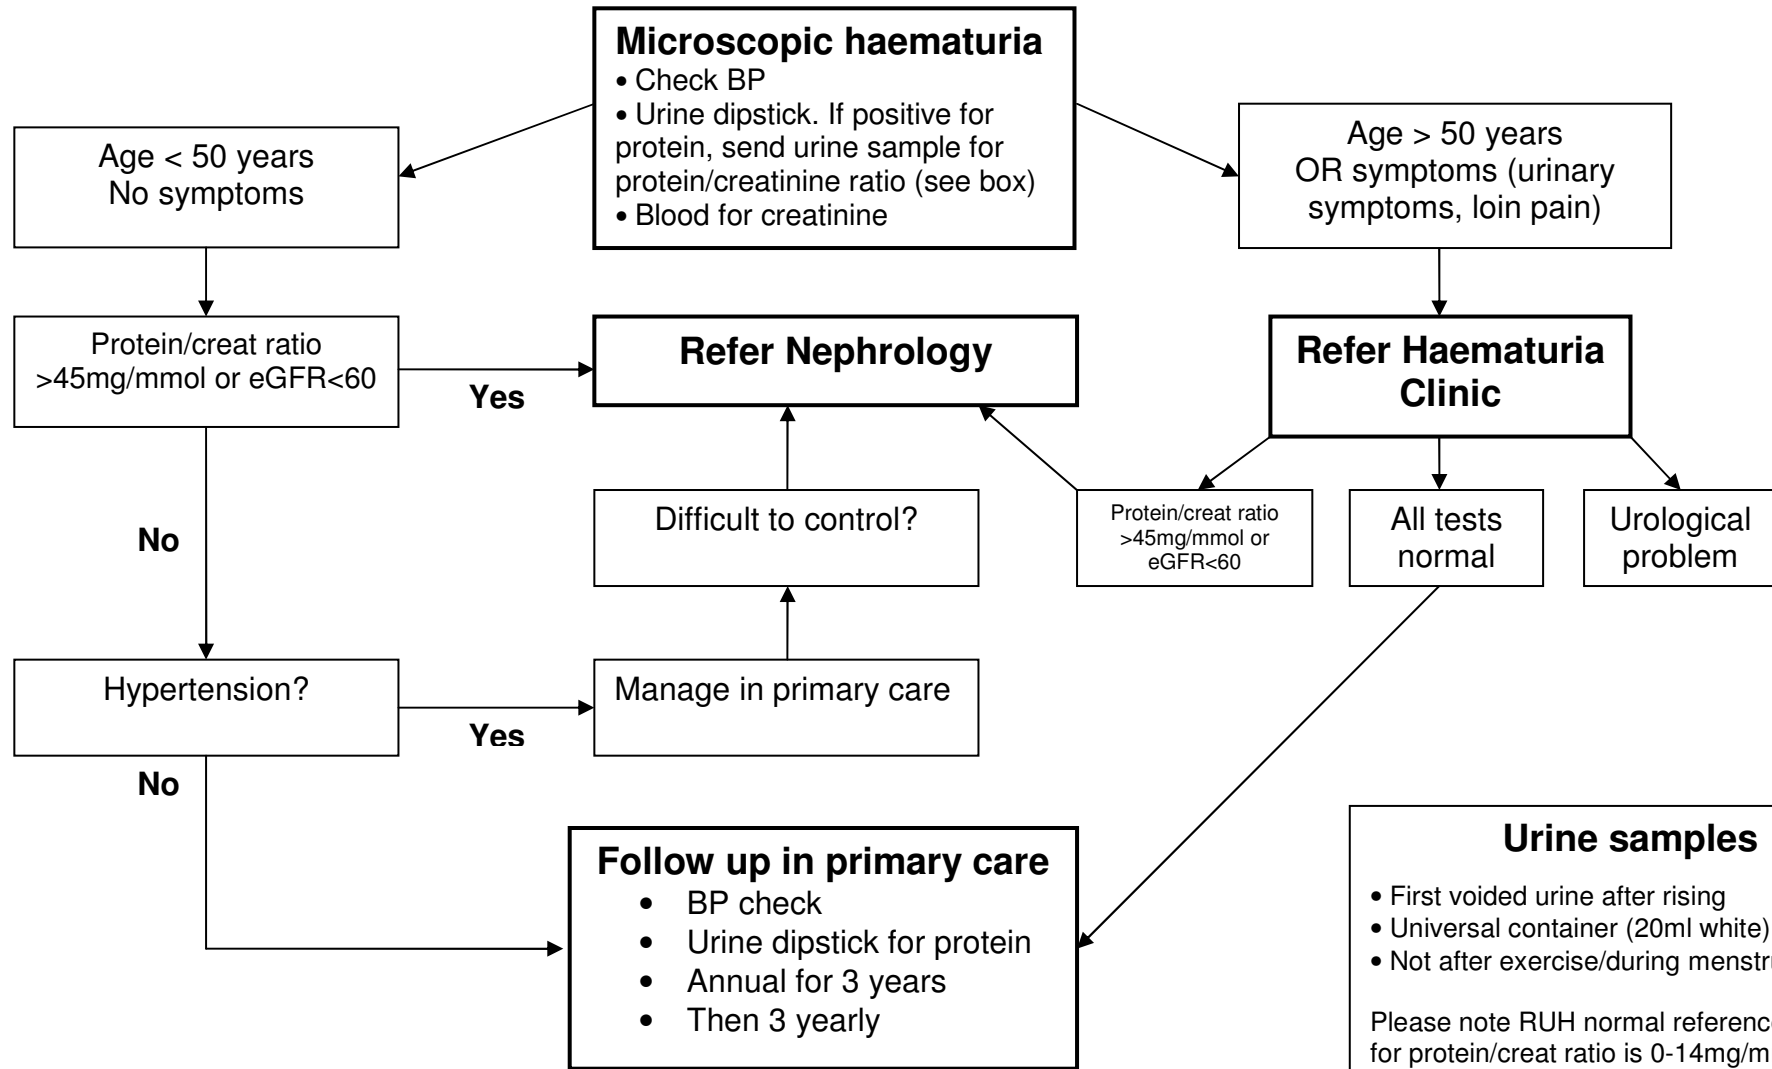 Microscopic haematuria
• Check BP
• Urine dipstick. If positive for
protein, send urine sample for
protein/creatinine ratio (see box)
• Blood for creatinine
Age < 50 years
No symptoms
Age > 50 years
OR symptoms (urinary
symptoms, loin pain)
Protein/creat ratio
>45mg/mmol or eGFR<60
Yes
Refer Nephrology
Refer Haematuria
Clinic
No
Difficult to control?
Protein/creat ratio
>45mg/mmol or
eGFR<60
All tests
normal
Urological
problem
Hypertension?
Yes
Manage in primary care
No
Follow up in primary care
• BP check
• Urine dipstick for protein
• Annual for 3 years
• Then 3 yearly
Urine samples
• First voided urine after rising
• Universal container (20ml white)
• Not after exercise/during
Please note RUH normal
for protein/creat ratio is